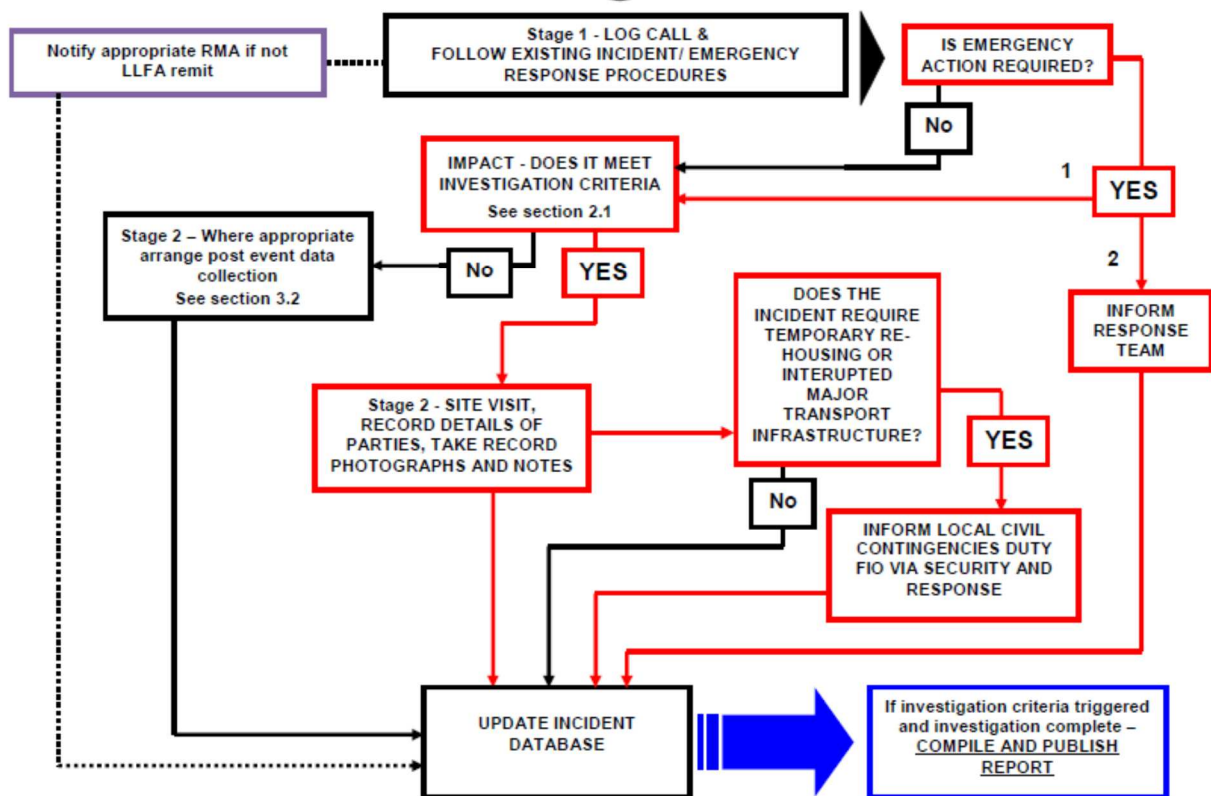 Notify appropriate RMA if not
LLFA remit
Stage 1 - LOG CALL &
FOLLOW EXISTING INCIDENT/ EMERGENCY
RESPONSE PROCEDURES
IS EMERGENCY
ACTION REQUIRED?
No
IMPACT - DOES IT MEET
INVESTIGATION CRITERIA
See section 2.1
1
YES
Stage 2 – Where appropriate
arrange post event data
collection
See section 3.2
No
YES
2
DOES THE
INCIDENT REQUIRE
TEMPORARY RE-
HOUSING OR
INTERUPTED
MAJOR
TRANSPORT
INFRASTRUCTURE?
INFORM
RESPONSE
TEAM
Stage 2 - SITE VISIT,
RECORD DETAILS OF
PARTIES, TAKE RECORD
PHOTOGRAPHS AND NOTES
YES
No
INFORM LOCAL CIVIL
CONTINGENCIES DUTY
FIO VIA SECURITY AND
RESPONSE
UPDATE INCIDENT
DATABASE
If investigation criteria triggered
and investigation complete –
COMPILE AND PUBLISH
REPORT